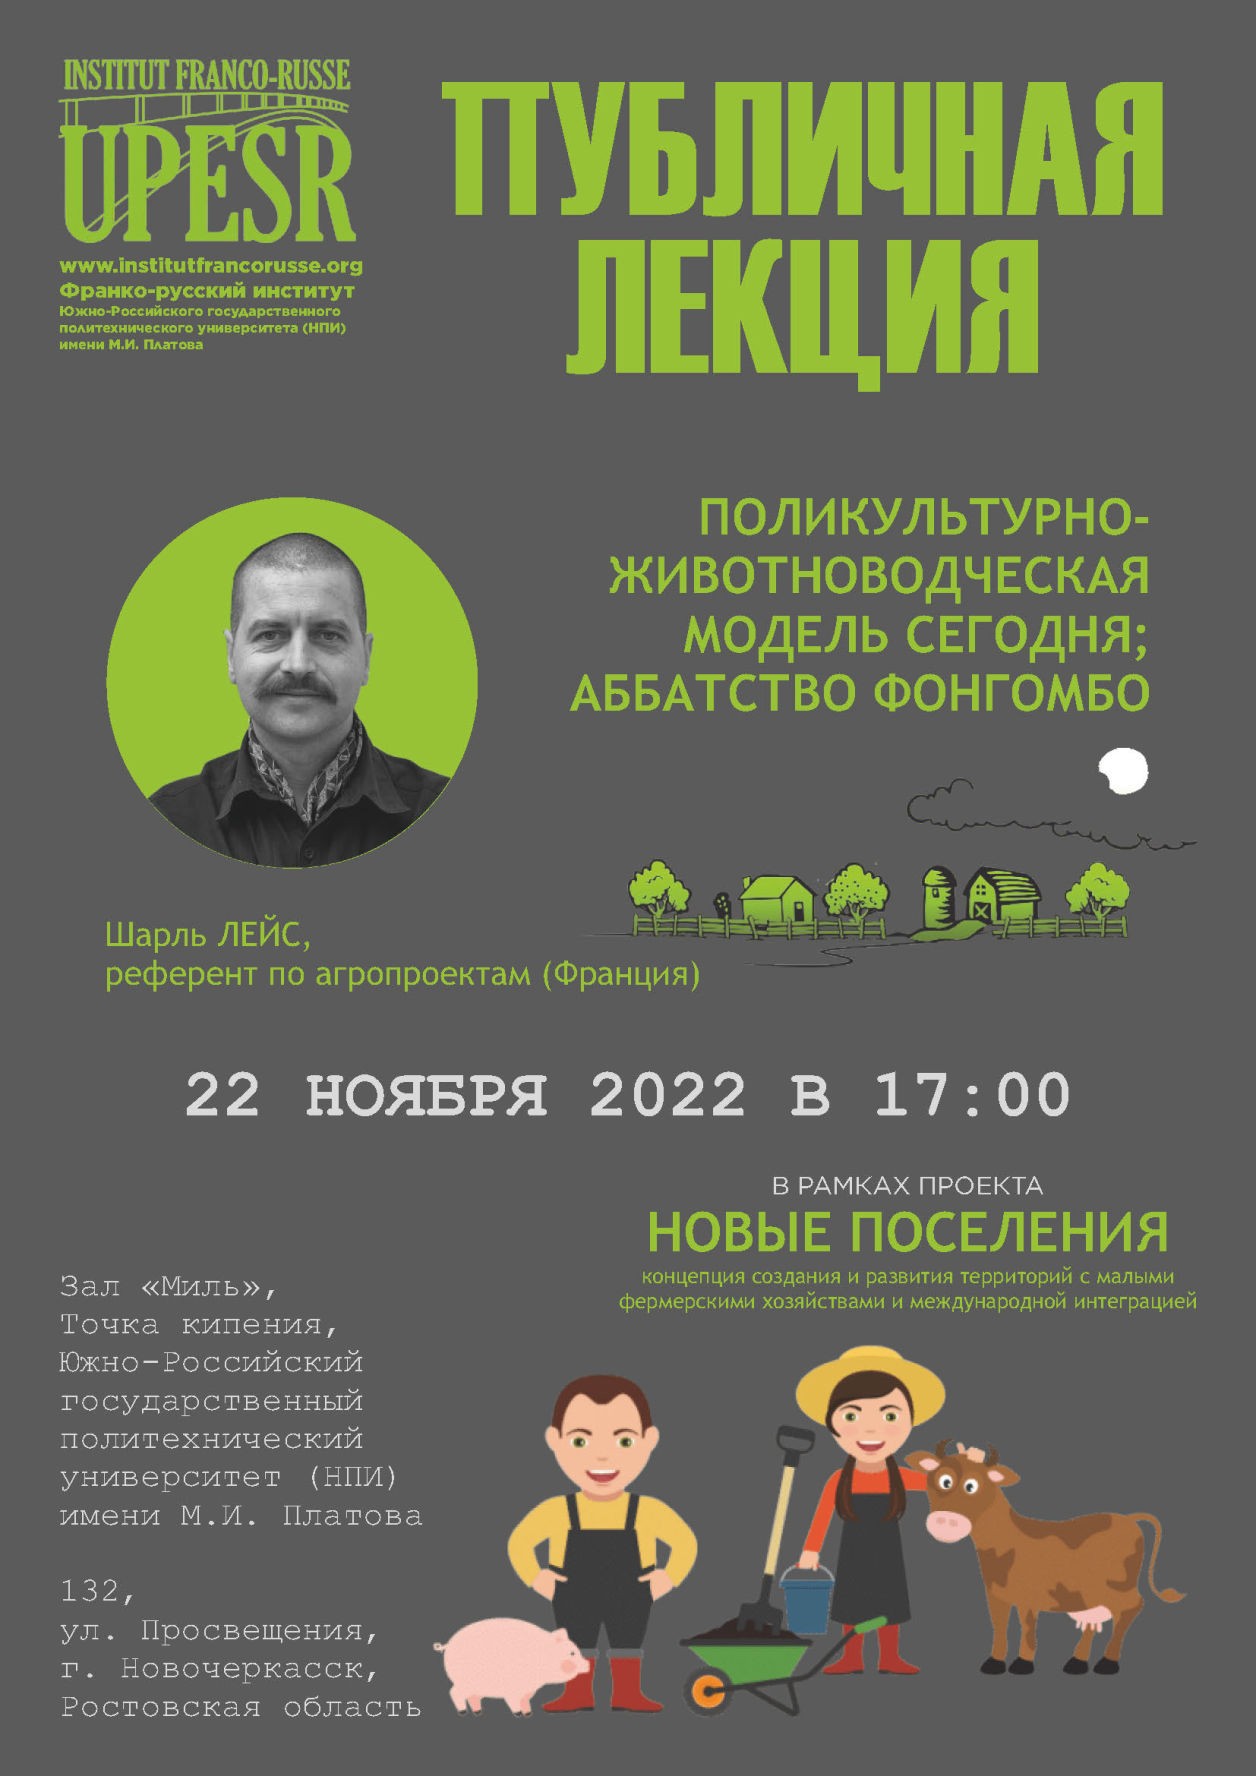 INSTITUT FRANCO-RUSSE
UPESR
www.institutfrancorusse.org
Франко-русский институт
Южно-Российского государственного
политехнического университета (НПИ)
имени М.И. Платова
ПУБЛИЧНАЯ
ЛЕКЦИЯ
ПОЛИКУЛЬТУРНО-
ЖИВОТНОВОДЧЕСКАЯ
МОДЕЛЬ СЕГОДНЯ;
АББАТСТВО ФОНГОМБО
Шарль ЛЕЙС,
референт по агропроектам (Франция)
22 НОЯБРЯ 2022 В 17:00
В РАМКАХ ПРОЕКТА
НОВЫЕ ПОСЕЛЕНИЯ
концепция создания и развития территорий с малыми
фермерскими хозяйствами и международной интеграцией
Зал «Миль»,
Точка кипения,
Южно-Российский
государственный
политехнический
университет (НПИ)
имени М.И. Платова
132,
ул. Просвещения,
г. Новочеркасск,
Ростовская область